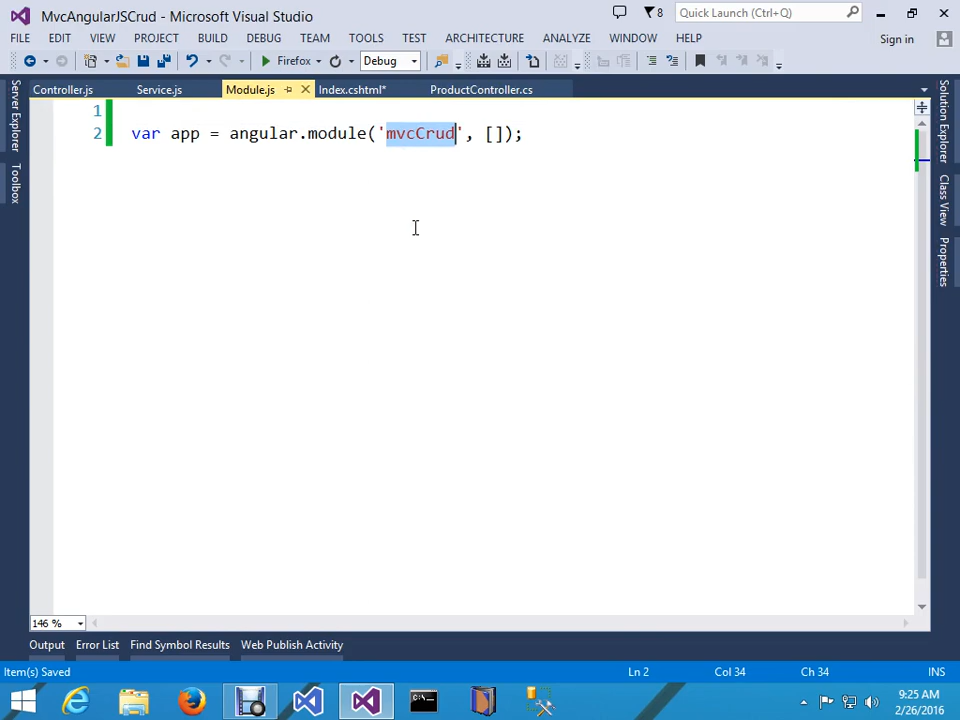 MvcAngularJSCrud - Microsoft Visual Studio
8
Quick Launch (Ctrl+Q)
FILE EDIT VIEW PROJECT BUILD DEBUG TEAM TOOLS TEST ARCHITECTURE ANALYZE WINDOW HELP
Sign in
Firefox
Debug
Controller.js Service.js Module.js Index.cshtml* ProductController.cs
Server Explorer
Toolbox
Solution Explorer
Class View
Properties
1
2 var app = angular.module('mvcCrud', []);
146 %
Output Error List Find Symbol Results Web Publish Activity
Item(s) Saved Ln 2 Col 34 Ch 34 INS
C:\_
9:25 AM
2/26/2016